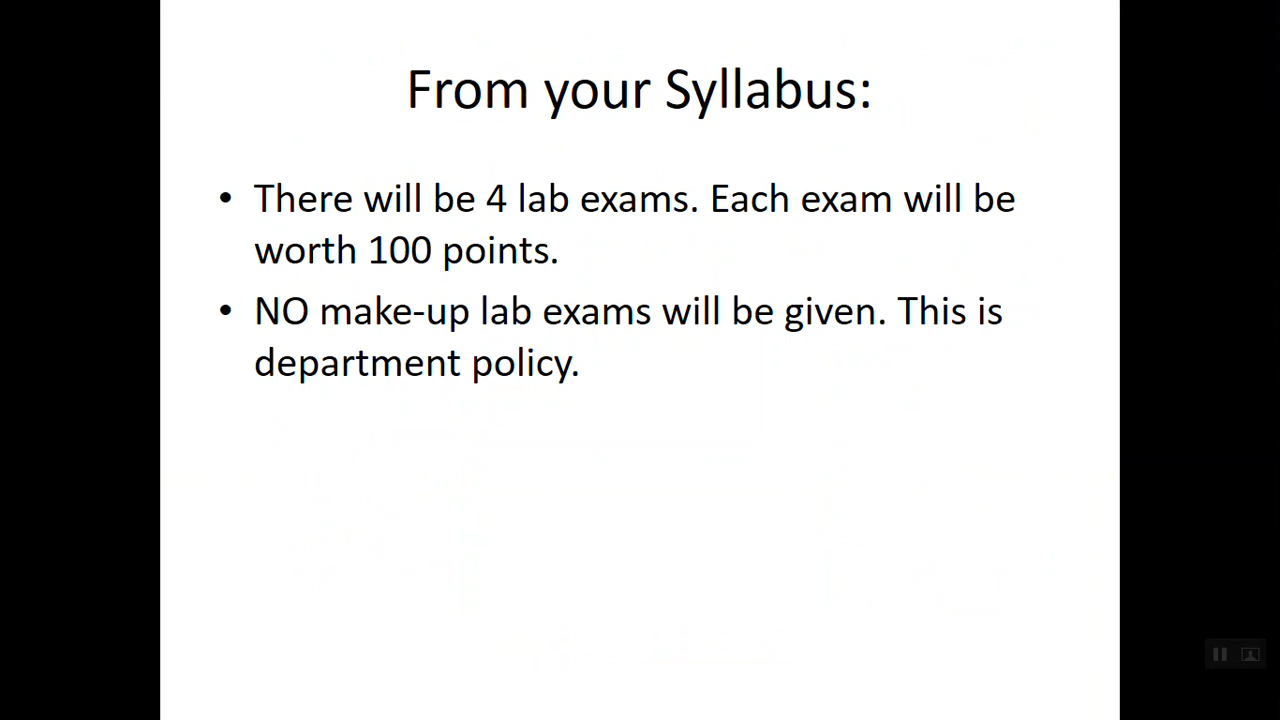 From your Syllabus:
• There will be 4 lab exams. Each exam will be
worth 100 points.
• NO make-up lab exams will be given. This is
department policy.